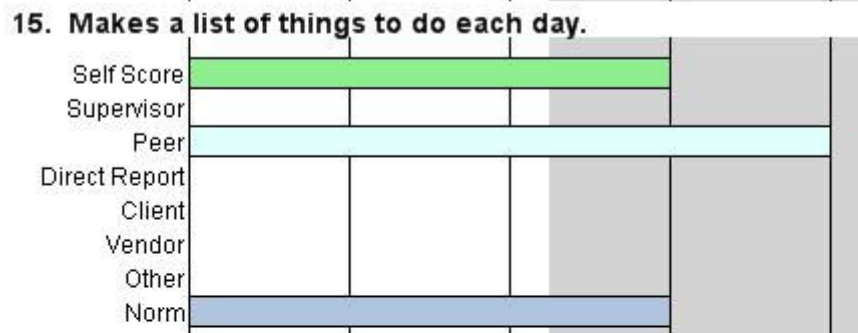 15. Makes a list of things to do each day.
Self Score
Supervisor
Peer
Direct Report
Client
Vendor
Other
Norm